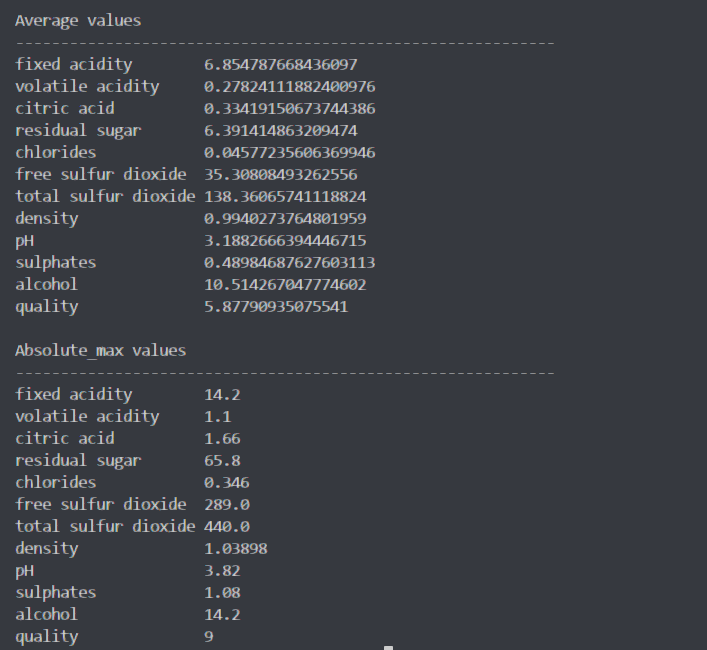 Average values
------------------------------------------------------------
fixed acidity 6.854787668436097
volatile acidity 0.27824111882400976
citric acid 0.33419150673744386
residual sugar 6.391414863209474
chlorides 0.04577235606369946
free sulfur dioxide 35.30808493262556
total sulfur dioxide 138.36065741118824
density 0.9940273764801959
pH 3.1882666394446715
sulphates 0.48984687627603113
alcohol 10.514267047774602
quality 5.87790935075541
Absolute_max values
------------------------------------------------------------
fixed acidity 14.2
volatile acidity 1.1
citric acid 1.66
residual sugar 65.8
chlorides 0.346
free sulfur dioxide 289.0
total sulfur dioxide 440.0
density 1.03898
pH 3.82
sulphates 1.08
alcohol 14.2
quality 9